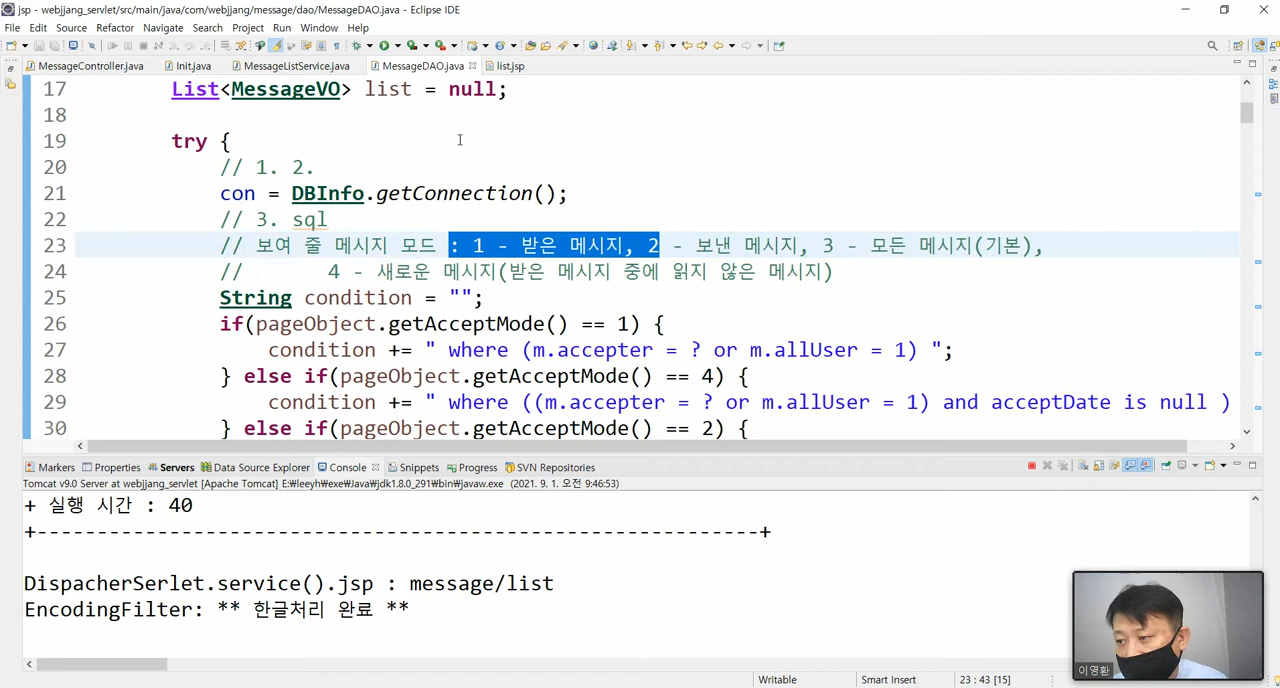 jsp - webjjang_servlet/src/main/java/com/webjjang/message/dao/MessageDAO.java - Eclipse IDE
File Edit Source Refactor Navigate Search Project Run Window Help
MessageController.java Init.java MessageListService.java MessageDAO.java list.jsp
17 List<MessageVO> list = null;
18
19 try {
20 // 1. 2.
21 con = DBInfo.getConnection();
22 // 3. sql
23 // 보여 줄 메시지 모드 : 1 - 받은 메시지, 2 - 보낸 메시지, 3 - 모든 메시지(기본),
24 // 4 - 새로운 메시지(받은 메시지 중에 읽지 않은 메시지)
25 String condition = "";
26 if(pageObject.getAcceptMode() == 1) {
27 condition += " where (m.accepter = ? or m.allUser = 1) ";
28 } else if(pageObject.getAcceptMode() == 4) {
29 condition += " where ((m.accepter = ? or m.allUser = 1) and acceptDate is null )
30 } else if(pageObject.getAcceptMode() == 2) {
Markers Properties Servers Data Source Explorer Console Snippets Progress SVN Repositories
Tomcat v9.0 Server at webjjang_servlet [Apache Tomcat] E:₩leeyh₩exe₩Java₩jdk1.8.0_291₩bin₩javaw.exe (2021. 9. 1. 오전 9:46:53)
+ 실행 시간 : 40
+-----------------------------------------------------------+
DispacherSerlet.service().jsp : message/list
EncodingFilter: ** 한글처리 완료 **
이영환
Writable Smart Insert 23 : 43 [15]